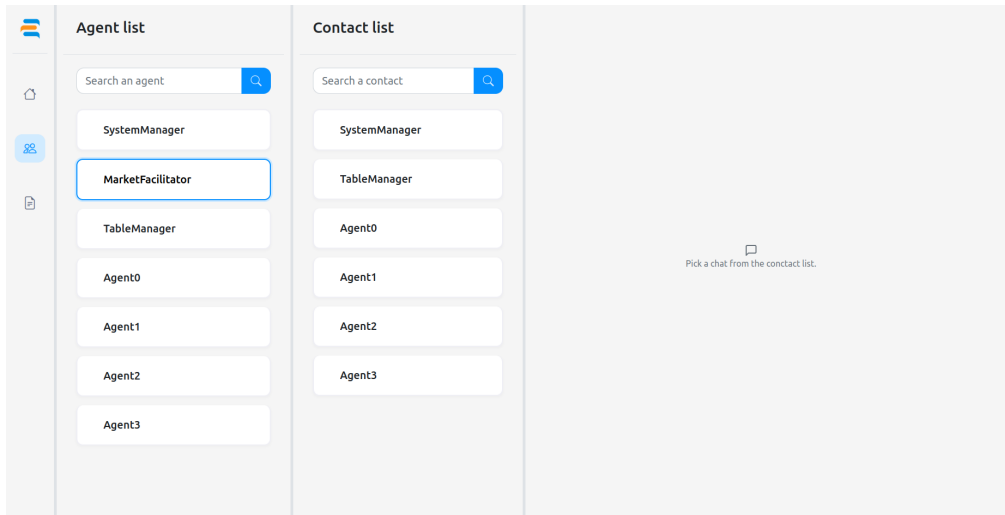 Agent list
Search an agent
SystemManager
MarketFacilitator
TableManager
Agent0
Agent1
Agent2
Agent3
Contact list
Search a contact
SystemManager
TableManager
Agent0
Agent1
Agent2
Agent3
Pick a chat from the conctact list.